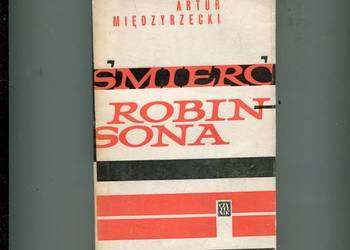 ARTUR
MIĘDZYRZECKI
ŚMIERĆ
ROBIN-
SONA